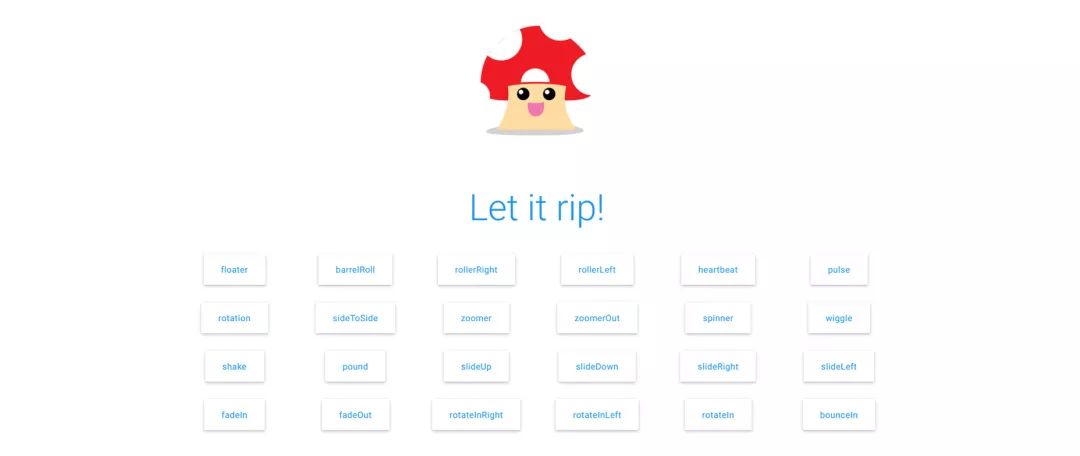 Let it rip!
floater barrelRoll rollerRight rollerLeft heartbeat pulse
rotation sideToSide zoomer zoomerOut spinner wiggle
shake pound slideUp slideDown slideRight slideLeft
fadeIn fadeOut rotateInRight rotateInLeft rotateIn bounceIn